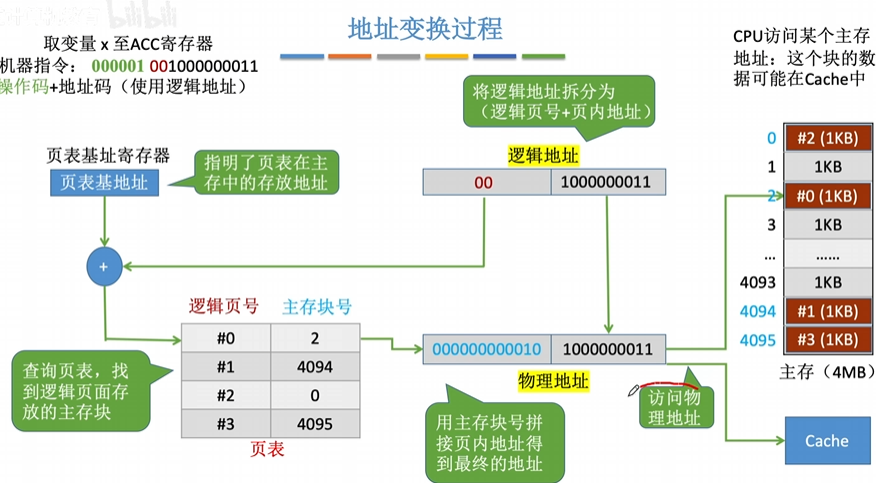 bilibili
地址变换过程
取变量 x 至ACC寄存器
机器指令： 000001 001000000011
操作码+地址码（使用逻辑地址）
CPU访问某个主存
地址：这个块的数
据可能在Cache中
将逻辑地址拆分为
（逻辑页号+页内地址）
页表基址寄存器
页表基地址
指明了页表在主
存中的存放地址
逻辑地址
00 1000000011
+
0 #2 (1KB)
1 1KB
2 #0 (1KB)
3 1KB
... ......
4093 1KB
4094 #1 (1KB)
4095 #3 (1KB)
主存（4MB）
逻辑页号 主存块号
#0 2
#1 4094
#2 0
#3 4095
页表
查询页表，找
到逻辑页面存
放的主存块
000000000010 1000000011
物理地址
用主存块号拼
接页内地址得
到最终的地址
访问物
理地址
Cache